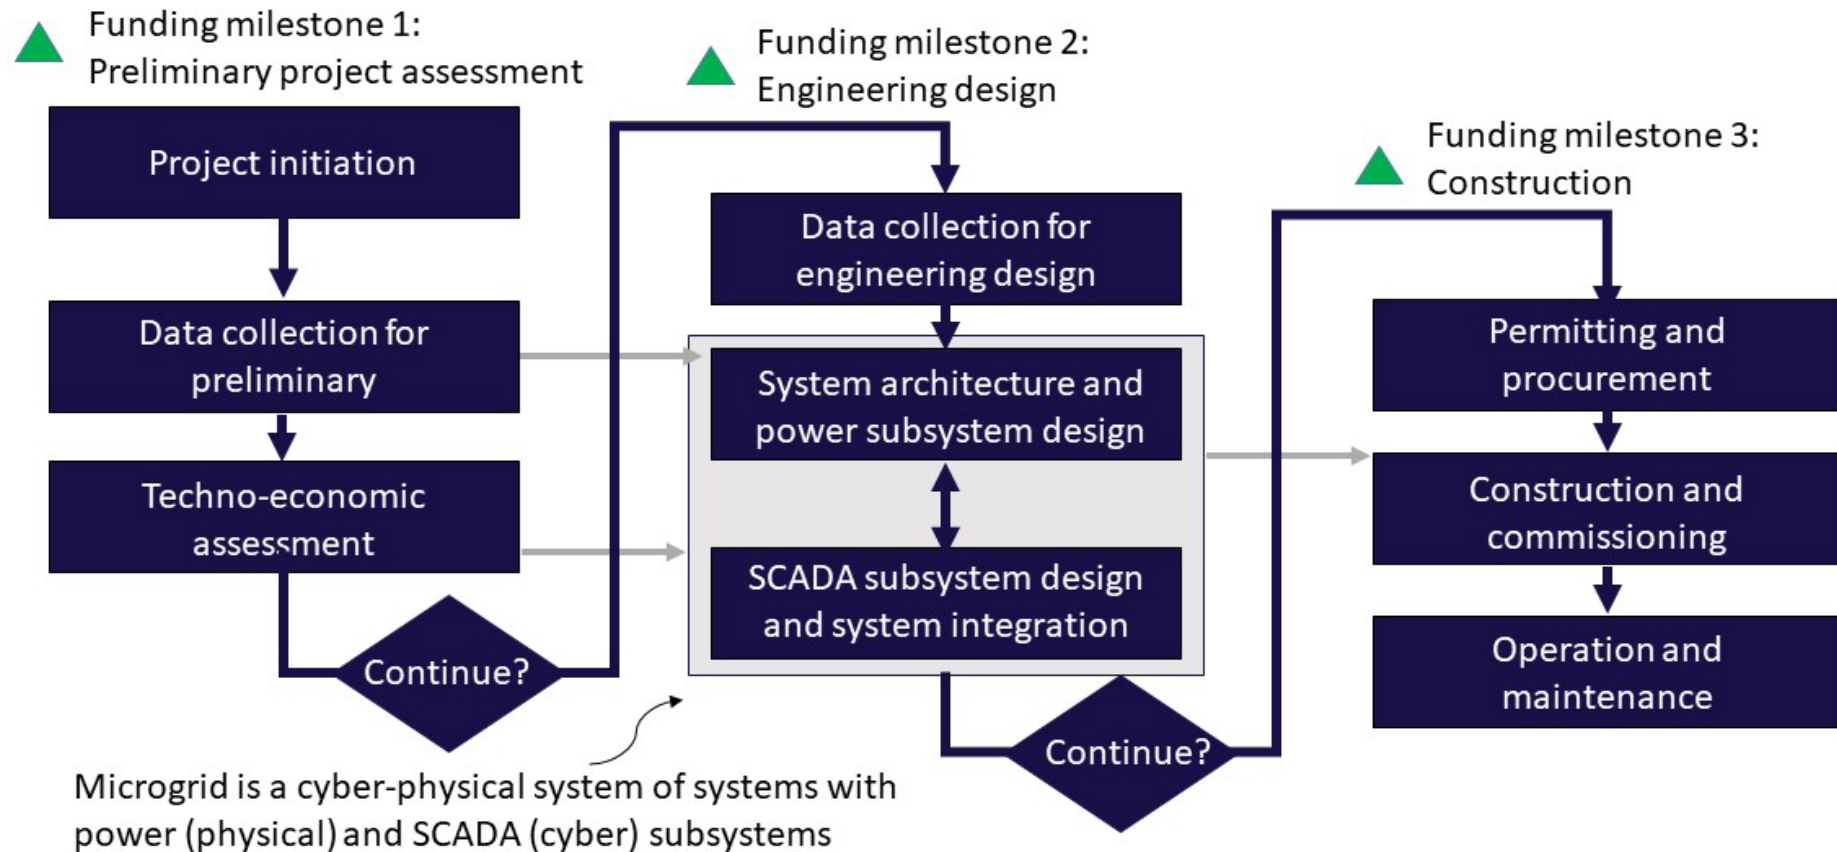 Funding milestone 1:
Preliminary project assessment
Project initiation
Data collection for
preliminary
Techno-economic
assessment
Continue?
Funding milestone 2:
Engineering design
Data collection for
engineering design
System architecture and
power subsystem design
SCADA subsystem design
and system integration
Continue?
Funding milestone 3:
Construction
Permitting and
procurement
Construction and
commissioning
Operation and
maintenance
Microgrid is a cyber-physical system of systems with
power (physical) and SCADA (cyber) subsystems